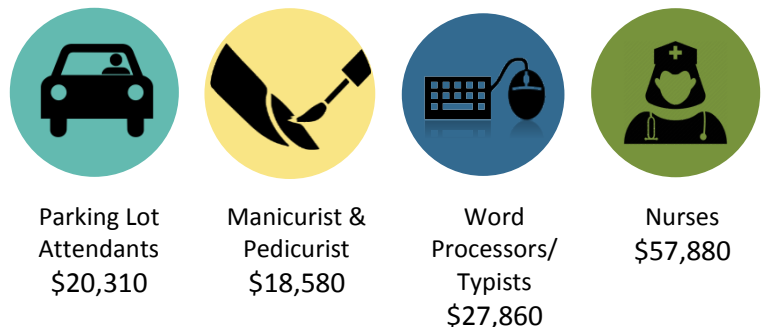 Parking Lot
Attendants
$20,310
Manicurist &
Pedicurist
$18,580
Word
Processors/
Typists
$27,860
Nurses
$57,880